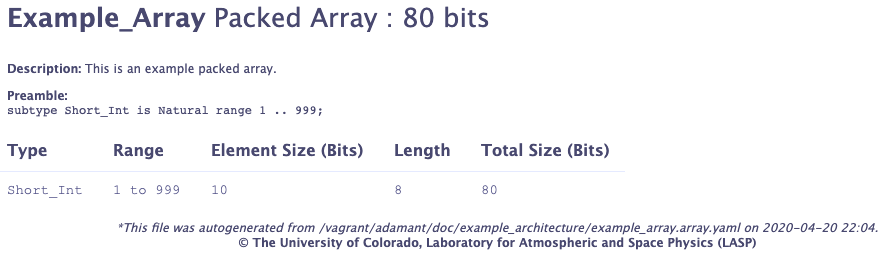 Example_Array Packed Array : 80 bits
Description: This is an example packed array.
Preamble:
subtype Short_Int is Natural range 1 .. 999;
Type Range Element Size (Bits) Length Total Size (Bits)
Short_Int 1 to 999 10 8 80
*This file was autogenerated from /vagrant/adamant/doc/example_architecture/example_array.array.yaml on 2020-04-20 22:04.
© The University of Colorado, Laboratory for Atmospheric and Space Physics (LASP)